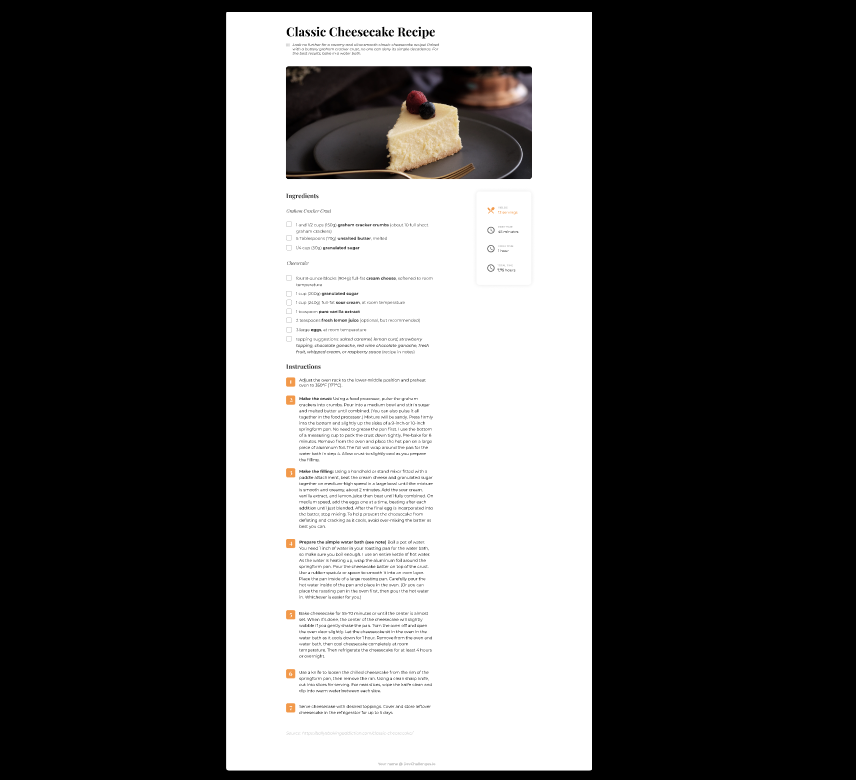 Classic Cheesecake Recipe
Look no further for a creamy and ultra smooth classic cheesecake recipe! Paired
with a buttery graham cracker crust, no one can deny its simple decadence. For
the best results, bake in a water bath.
Ingredients
Graham Cracker Crust
1 and 1/2 cups (150g) graham cracker crumbs (about 10 full sheet
graham crackers)
5 Tablespoons (71g) unsalted butter, melted
1/4 cup (50g) granulated sugar
Cheesecake
four 8-ounce blocks (904g) full-fat cream cheese, softened to room
temperature
1 cup (200g) granulated sugar
1 cup (240g) full-fat sour cream, at room temperature
1 teaspoon pure vanilla extract
2 teaspoons fresh lemon juice (optional, but recommended)
3 large eggs, at room temperature
topping suggestions: salted caramel, lemon curd, strawberry
topping, chocolate ganache, red wine chocolate ganache, fresh
fruit, whipped cream, or raspberry sauce (recipe in notes)
45 minutes
1 hour
hours
Instructions
1
Adjust the oven rack to the lower-middle position and preheat
oven to 350°F (177°C).
2
Make the crust: Using a food processor, pulse the graham
crackers into crumbs. Pour into a medium bowl and stir in sugar
and melted butter until combined. (You can also pulse it all
together in the food processor.) Mixture will be sandy. Press firmly
into the bottom and slightly up the sides of a 9-inch or 10-inch
springform pan. No need to grease the pan first. I use the bottom
of a measuring cup to pack the crust down tightly. Pre-bake for 8
minutes. Remove from the oven and place the hot pan on a large
piece of aluminum foil. The foil will wrap around the pan for the
water bath in step 4. Allow crust to slightly cool as you prepare
the filling.
3
Make the filling: Using a handheld or stand mixer fitted with a
paddle attachment, beat the cream cheese and granulated sugar
together on medium-high speed in a large bowl until the mixture
is smooth and creamy, about 2 minutes. Add the sour cream,
vanilla extract, and lemon juice then beat until fully combined. On
medium speed, add the eggs one at a time, beating after each
addition until just blended. After the final egg is incorporated into
the batter, stop mixing. To help prevent the cheesecake from
deflating and cracking as it cools, avoid over-mixing the batter as
best you can.
4
Prepare the simple water bath (see note): Boil a pot of water.
You need 1 inch of water in your roasting pan for the water bath,
so make sure you boil enough. I use an entire kettle of hot water.
As the water is heating up, wrap the aluminum foil around the
springform pan. Pour the cheesecake batter on top of the crust.
Use a rubber spatula or spoon to smooth it into an even layer.
Place the pan inside of a large roasting pan. Carefully pour the
hot water inside of the pan and place in the oven. (Or you can
place the roasting pan in the oven first, then pour the hot water
in. Whichever is easier for you.)
5
Bake cheesecake for 55-70 minutes or until the center is almost
set. When it's done, the center of the cheesecake will slightly
wobble if you gently shake the pan. Turn the oven off and open
the oven door slightly. Let the cheesecake sit in the oven in the
water bath as it cools down for 1 hour. Remove from the oven and
water bath, then cool cheesecake completely at room
temperature. Then refrigerate the cheesecake for at least 4 hours
or overnight.
6
Use a knife to loosen the chilled cheesecake from the rim of the
springform pan, then remove the rim. Using a clean sharp knife,
cut into slices for serving. For neat slices, wipe the knife clean and
dip into warm water between each slice.
7
Serve cheesecake with desired toppings. Cover and store leftover
cheesecake in the refrigerator for up to 5 days.